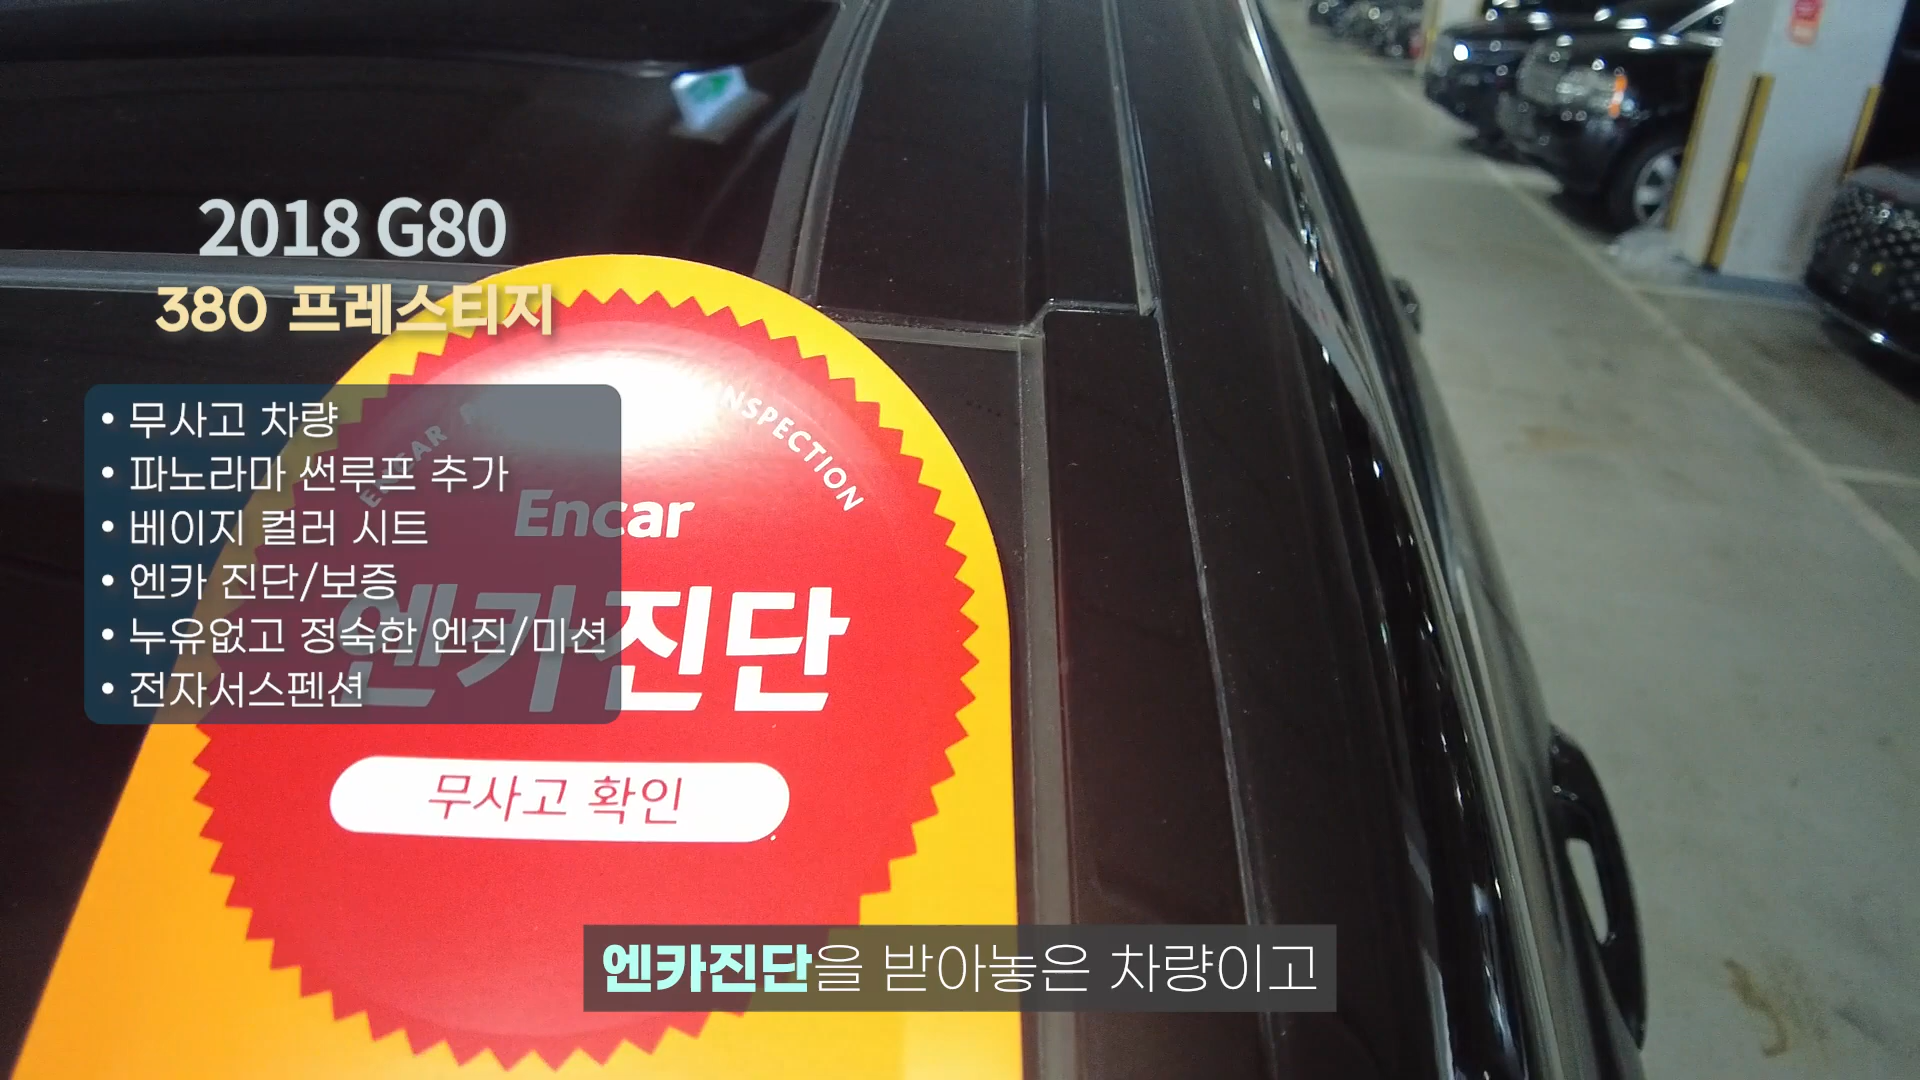 2018 G80
380 프레스티지
• 무사고 차량
• 파노라마 썬루프 추가
• 베이지 컬러 시트
• 엔카 진단/보증
• 누유없고 정숙한 엔진/미션
• 전자서스펜션
ENCAR INSPECTION
Encar
엔카진단
무사고 확인
엔카진단을 받아놓은 차량이고